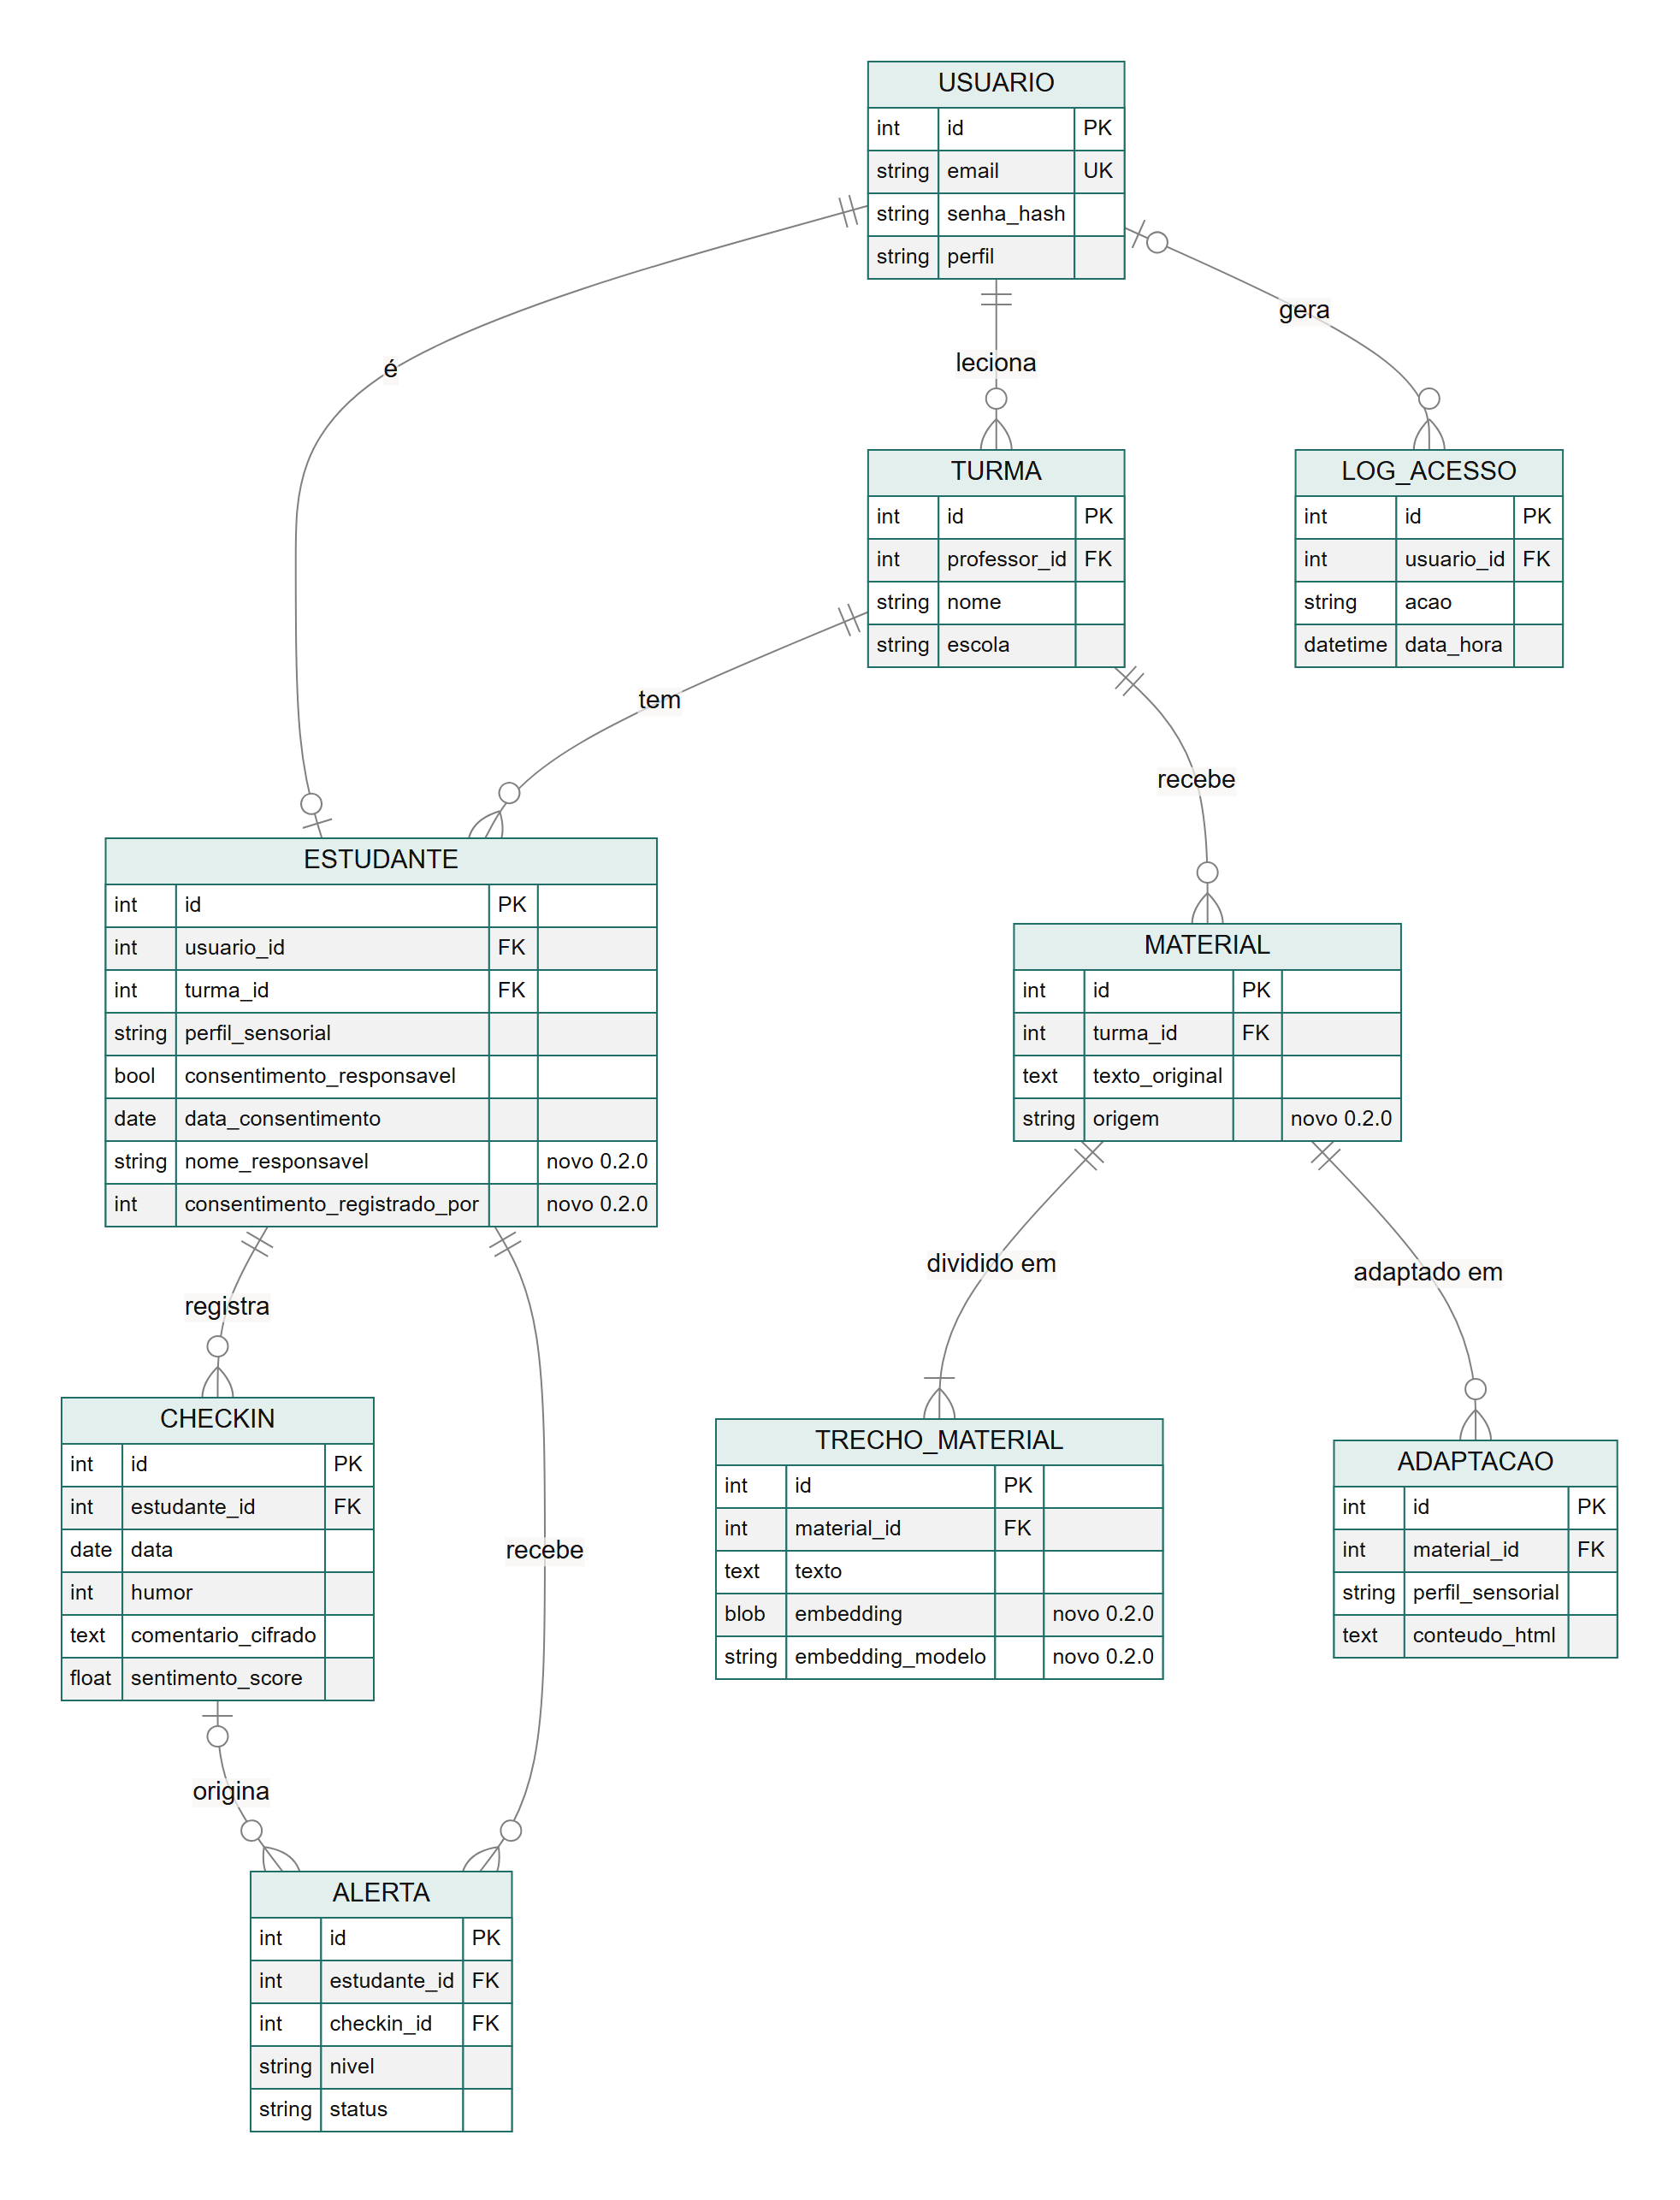 USUARIO
int id PK
string email UK
string senha_hash
string perfil
é
leciona
gera
TURMA
int id PK
int professor_id FK
string nome
string escola
LOG_ACESSO
int id PK
int usuario_id FK
string acao
datetime data_hora
tem
recebe
ESTUDANTE
int id PK
int usuario_id FK
int turma_id FK
string perfil_sensorial
bool consentimento_responsavel
date data_consentimento
string nome_responsavel novo 0.2.0
int consentimento_registrado_por novo 0.2.0
MATERIAL
int id PK
int turma_id FK
text texto_original
string origem novo 0.2.0
registra
recebe
dividido em
adaptado em
CHECKIN
int id PK
int estudante_id FK
date data
int humor
text comentario_cifrado
float sentimento_score
TRECHO_MATERIAL
int id PK
int material_id FK
text texto
blob embedding novo 0.2.0
string embedding_modelo novo 0.2.0
ADAPTACAO
int id PK
int material_id FK
string perfil_sensorial
text conteudo_html
origina
ALERTA
int id PK
int estudante_id FK
int checkin_id FK
string nivel
string status